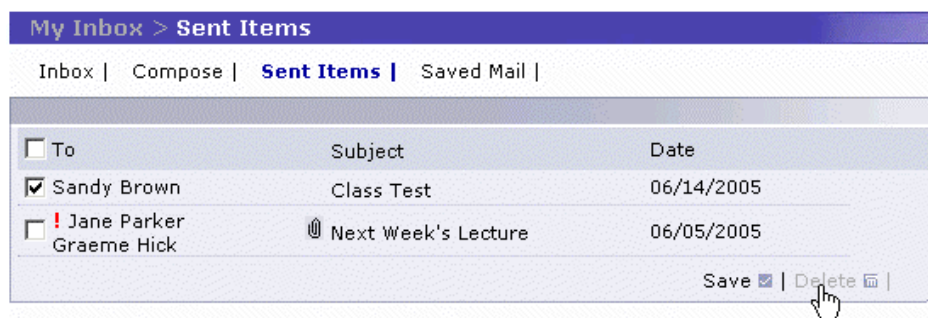 My Inbox > Sent Items
Inbox | Compose | Sent Items | Saved Mail |
To Subject Date
Sandy Brown Class Test 06/14/2005
! Jane Parker
Graeme Hick Next Week's Lecture 06/05/2005
Save | Delete |